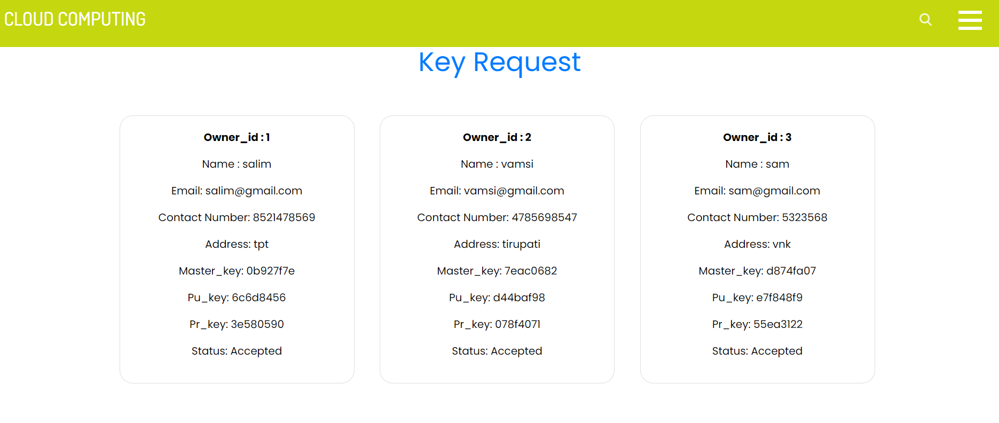 CLOUD COMPUTING
Key Request
Owner_id : 1
Name : salim
Email: salim@gmail.com
Contact Number: 8521478569
Address: tpt
Master_key: 0b927f7e
Pu_key: 6c6d8456
Pr_key: 3e580590
Status: Accepted
Owner_id : 2
Name : vamsi
Email: vamsi@gmail.com
Contact Number: 4785698547
Address: tirupati
Master_key: 7eac0682
Pu_key: d44baf98
Pr_key: 078f4071
Status: Accepted
Owner_id : 3
Name : sam
Email: sam@gmail.com
Contact Number: 5323568
Address: vnk
Master_key: d874fa07
Pu_key: e7f848f9
Pr_key: 55ea3122
Status: Accepted